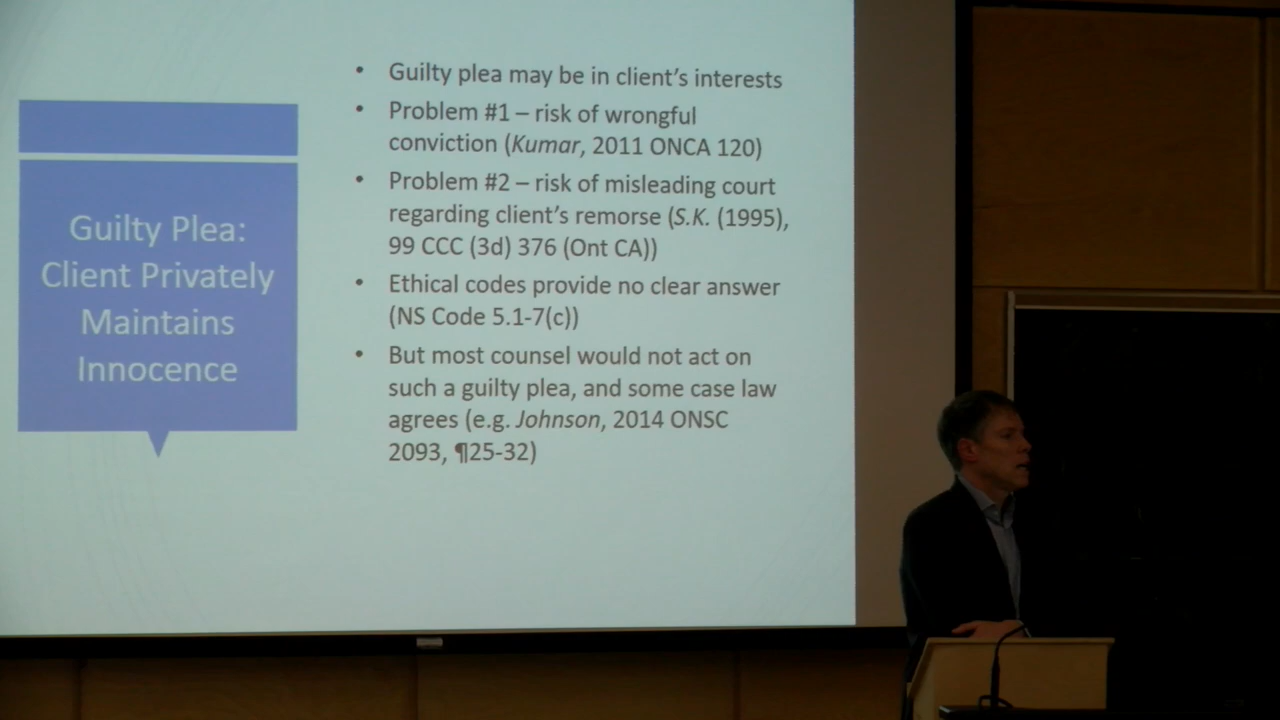 Guilty Plea:
Client Privately
Maintains
Innocence
• Guilty plea may be in client's interests
• Problem #1 – risk of wrongful
conviction (Kumar, 2011 ONCA 120)
• Problem #2 – risk of misleading court
regarding client's remorse (S.K. (1995),
99 CCC (3d) 376 (Ont CA))
• Ethical codes provide no clear answer
(NS Code 5.1-7(c))
• But most counsel would not act on
such a guilty plea, and some case law
agrees (e.g. Johnson, 2014 ONSC
2093, ¶25-32)